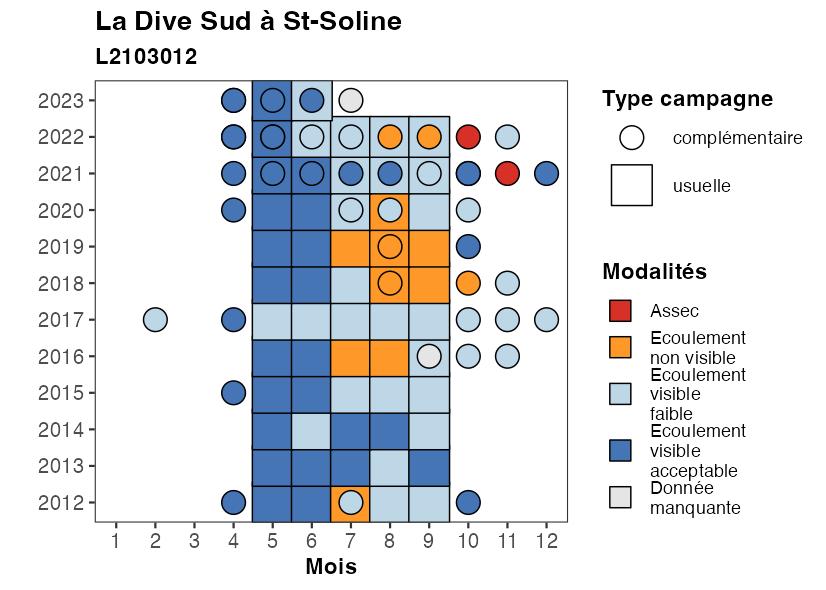 La Dive Sud à St-Soline
L2103012
2023
2022
2021
2020
2019
2018
2017
2016
2015
2014
2013
2012
1 2 3 4 5 6 7 8 9 10 11 12
Mois
Type campagne
complémentaire
usuelle
Modalités
Assec
Ecoulement
non visible
Ecoulement
visible
faible
Ecoulement
visible
acceptable
Donnée
manquante